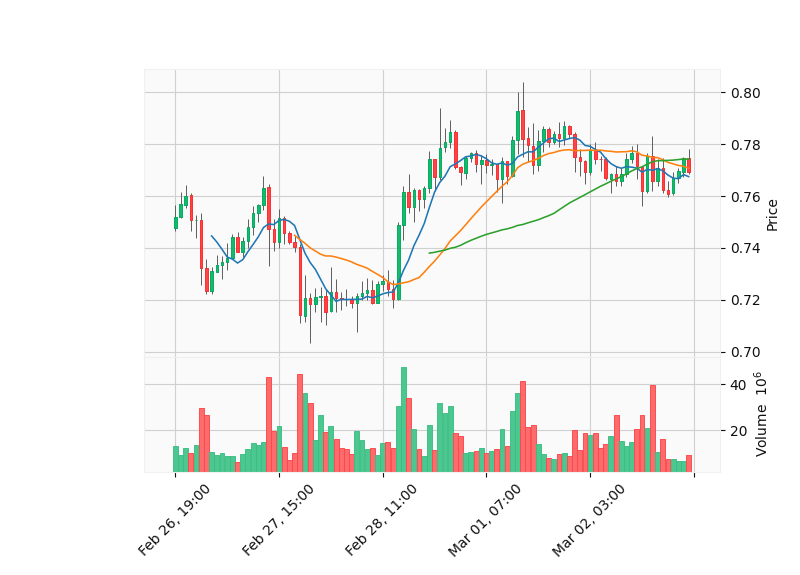 0.80
0.78
0.76
0.74
0.72
0.70
Price
40
20
Volume 10^6
Feb 26, 19:00
Feb 27, 15:00
Feb 28, 11:00
Mar 01, 07:00
Mar 02, 03:00